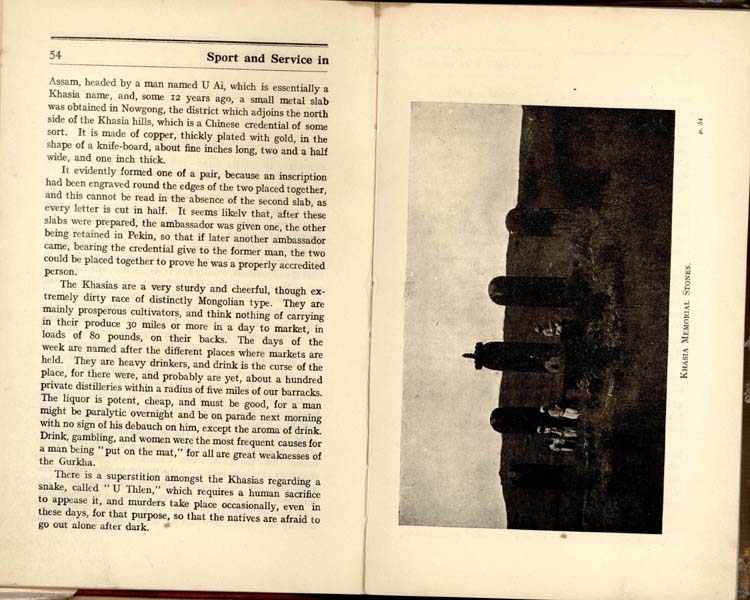 54
Sport and Service in
Assam, headed by a man named U Ai, which is essentially a
Khasia name, and, some 12 years ago, a small metal slab
was obtained in Nowgong, the district which adjoins the north
side of the Khasia hills, which is a Chinese credential of some
sort. It is made of copper, thickly plated with gold, in the
shape of a knife-board, about fine inches long, two and a half
wide, and one inch thick.
It evidently formed one of a pair, because an inscription
had been engraved round the edges of the two placed together,
and this cannot be read in the absence of the second slab, as
every letter is cut in half. It seems likely that, after these
slabs were prepared, the ambassador was given one, the other
being retained in Pekin, so that if later another ambassador
came, bearing the credential give to the former man, the two
could be placed together to prove he was a properly accredited
person.
The Khasias are a very sturdy and cheerful, though ex-
tremely dirty race of distinctly Mongolian type. They are
mainly prosperous cultivators, and think nothing of carrying
in their produce 30 miles or more in a day to market, in
loads of 80 pounds, on their backs. The days of the
week are named after the different places where markets are
held. They are heavy drinkers, and drink is the curse of the
place, for there were, and probably are yet, about a hundred
private distilleries within a radius of five miles of our barracks.
The liquor is potent, cheap, and must be good, for a man
might be paralytic overnight and be on parade next morning
with no sign of his debauch on him, except the aroma of drink.
Drink, gambling, and women were the most frequent causes for
a man being "put on the mat," for all are great weaknesses of
the Gurkha.
There is a superstition amongst the Khasias regarding a
snake, called "U Thlen," which requires a human sacrifice
to appease it, and murders take place occasionally, even in
these days, for that purpose, so that the natives are afraid to
go out alone after dark.
p. 54
KHASIA MEMORIAL STONES.